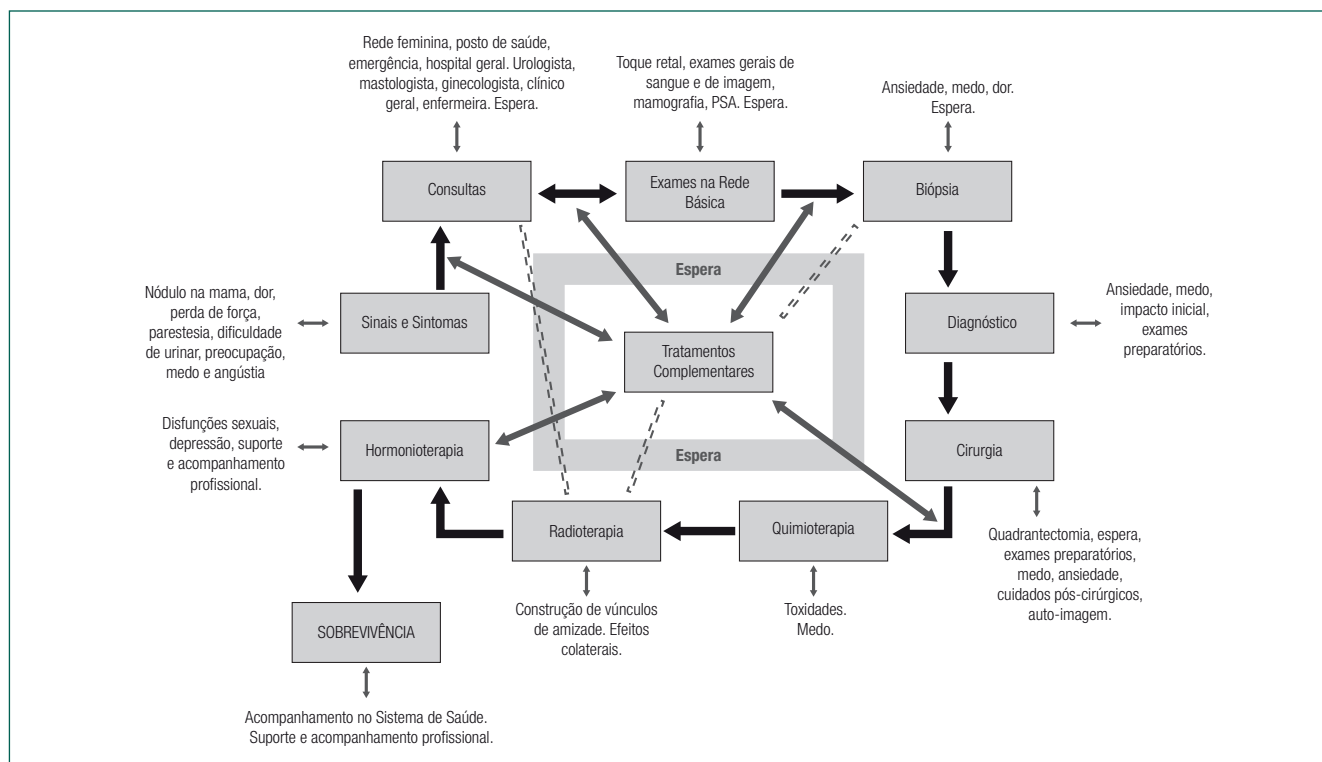 Rede feminina, posto de saúde,
emergência, hospital geral. Urologista,
mastologista, ginecologista, clínico
geral, enfermeira. Espera.
Toque retal, exames gerais de
sangue e de imagem,
mamografia, PSA. Espera.
Ansiedade, medo, dor.
Espera.
Consultas
Exames na Rede
Básica
Biópsia
Espera
Nódulo na mama, dor,
perda de força,
parestesia, dificuldade
de urinar, preocupação,
medo e angústia
Sinais e Sintomas
Tratamentos
Complementares
Diagnóstico
Ansiedade, medo,
impacto inicial,
exames
preparatórios.
Disfunções sexuais,
depressão, suporte
e acompanhamento
profissional.
Hormonioterapia
Espera
Cirurgia
Radioterapia
Quimioterapia
Quadrantectomia, espera,
exames preparatórios,
medo, ansiedade,
cuidados pós-cirúrgicos,
auto-imagem.
Construção de vúnculos
de amizade. Efeitos
colaterais.
Toxidades.
Medo.
SOBREVIVÊNCIA
Acompanhamento no Sistema de Saúde.
Suporte e acompanhamento profissional.